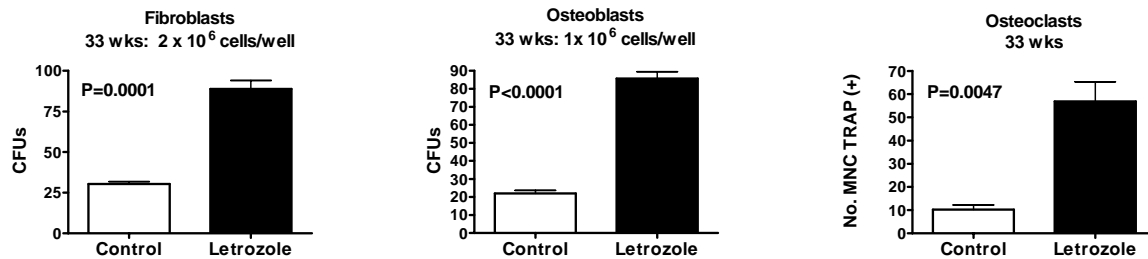 Fibroblasts
33 wks: 2 x 10⁶ cells/well
100
75
50
25
0
CFUs
P=0.0001
Control Letrozole
Osteoblasts
33 wks: 1x 10⁶ cells/well
90
80
70
60
50
40
30
20
10
0
CFUs
P<0.0001
Control Letrozole
Osteoclasts
33 wks
70
60
50
40
30
20
10
0
No. MNC TRAP (+)
P=0.0047
Control Letrozole